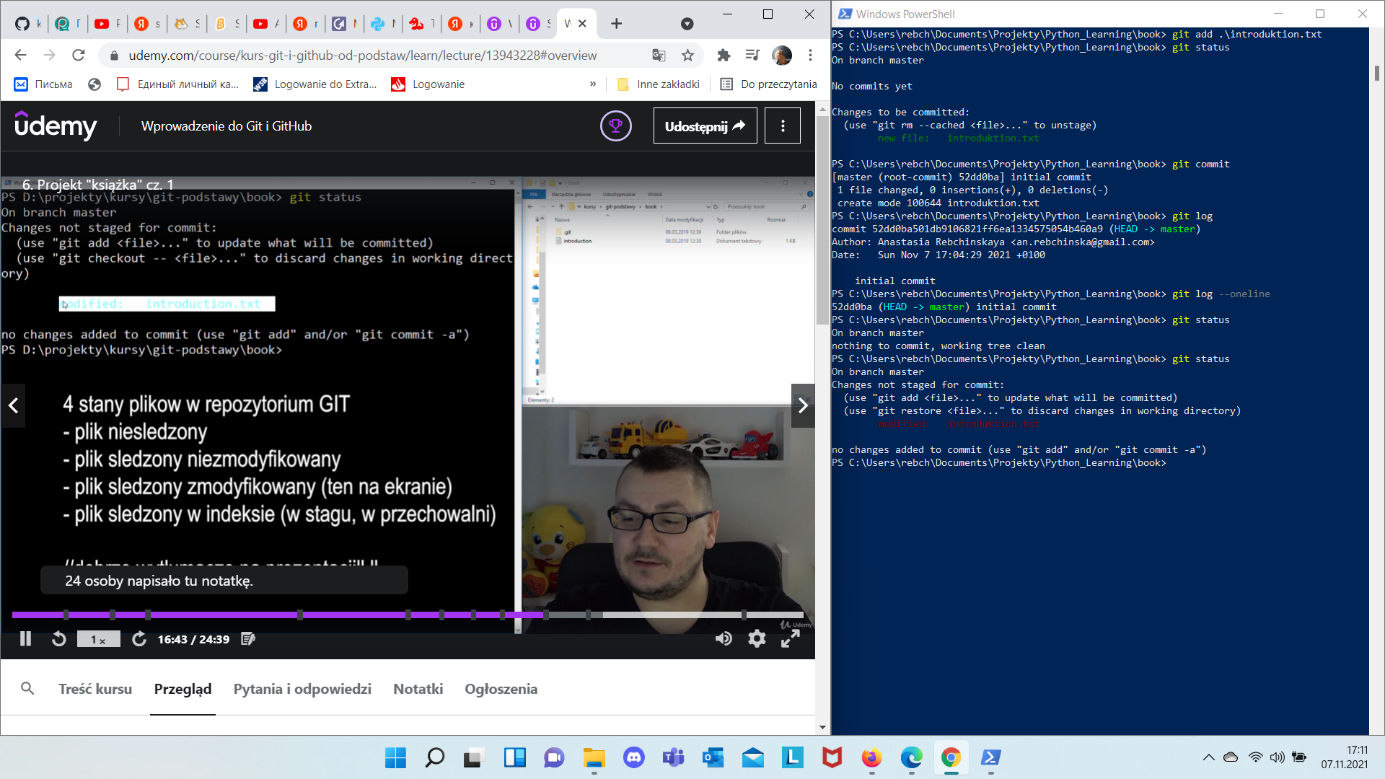 udemy.com/course/kurs-git-i-github-od-podstaw/learn/lecture/13943228#overview
Письма
Единый личный ка...
Logowanie do Extra...
Logowanie
»
Inne zakładki
Do przeczytania
udemy
Wprowadzenie do Git i GitHub
Udostępnij
6. Projekt "książka" cz. 1
PS D:\projekty\kursy\git-podstawy\book> git status
On branch master
Changes not staged for commit:
(use "git add <file>..." to update what will be committed)
(use "git checkout -- <file>..." to discard changes in working direct
ory)
modified: introduction.txt
no changes added to commit (use "git add" and/or "git commit -a")
PS D:\projekty\kursy\git-podstawy\book>
Nazwa
Data modyfikacji
Rozmiar
.git
Folder plików
introduction
Dokument tekstowy
1 KB
Elementy: 2
4 stany plikow w repozytorium GIT
- plik niesledzony
- plik sledzony niezmodyfikowany
- plik sledzony zmodyfikowany (ten na ekranie)
- plik sledzony w indeksie (w stagu, w przechowalni)
24 osoby napisało tu notatkę.
Udemy
1 x
16:43 / 24:39
Treść kursu
Przegląd
Pytania i odpowiedzi
Notatki
Ogłoszenia
Windows PowerShell
PS C:\Users\rebch\Documents\Projekty\Python_Learning\book> git add .\introduktion.txt
PS C:\Users\rebch\Documents\Projekty\Python_Learning\book> git status
On branch master
No commits yet
Changes to be committed:
(use "git rm --cached <file>..." to unstage)
new file: introduktion.txt
PS C:\Users\rebch\Documents\Projekty\Python_Learning\book> git commit
[master (root-commit) 52dd0ba] initial commit
1 file changed, 0 insertions(+), 0 deletions(-)
create mode 100644 introduktion.txt
PS C:\Users\rebch\Documents\Projekty\Python_Learning\book> git log
commit 52dd0ba501db9106821ff6ea1334575054b460a9 (HEAD -> master)
Author: Anastasia Rebchinskaya <an.rebchinska@gmail.com>
Date: Sun Nov 7 17:04:29 2021 +0100
initial commit
PS C:\Users\rebch\Documents\Projekty\Python_Learning\book> git log --oneline
52dd0ba (HEAD -> master) initial commit
PS C:\Users\rebch\Documents\Projekty\Python_Learning\book> git status
On branch master
nothing to commit, working tree clean
PS C:\Users\rebch\Documents\Projekty\Python_Learning\book> git status
On branch master
Changes not staged for commit:
(use "git add <file>..." to update what will be committed)
(use "git restore <file>..." to discard changes in working directory)
modified: introduktion.txt
no changes added to commit (use "git add" and/or "git commit -a")
PS C:\Users\rebch\Documents\Projekty\Python_Learning\book>
17:11
07.11.2021